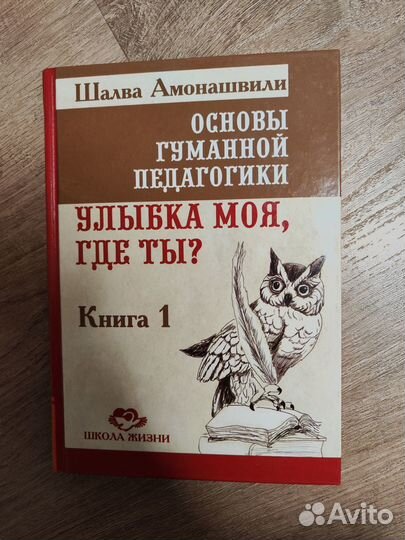 Шалва Амонашвили
ОСНОВЫ
ГУМАННОЙ
ПЕДАГОГИКИ
УЛЫБКА МОЯ,
ГДЕ ТЫ?
Книга 1
ШКОЛА ЖИЗНИ
Avito